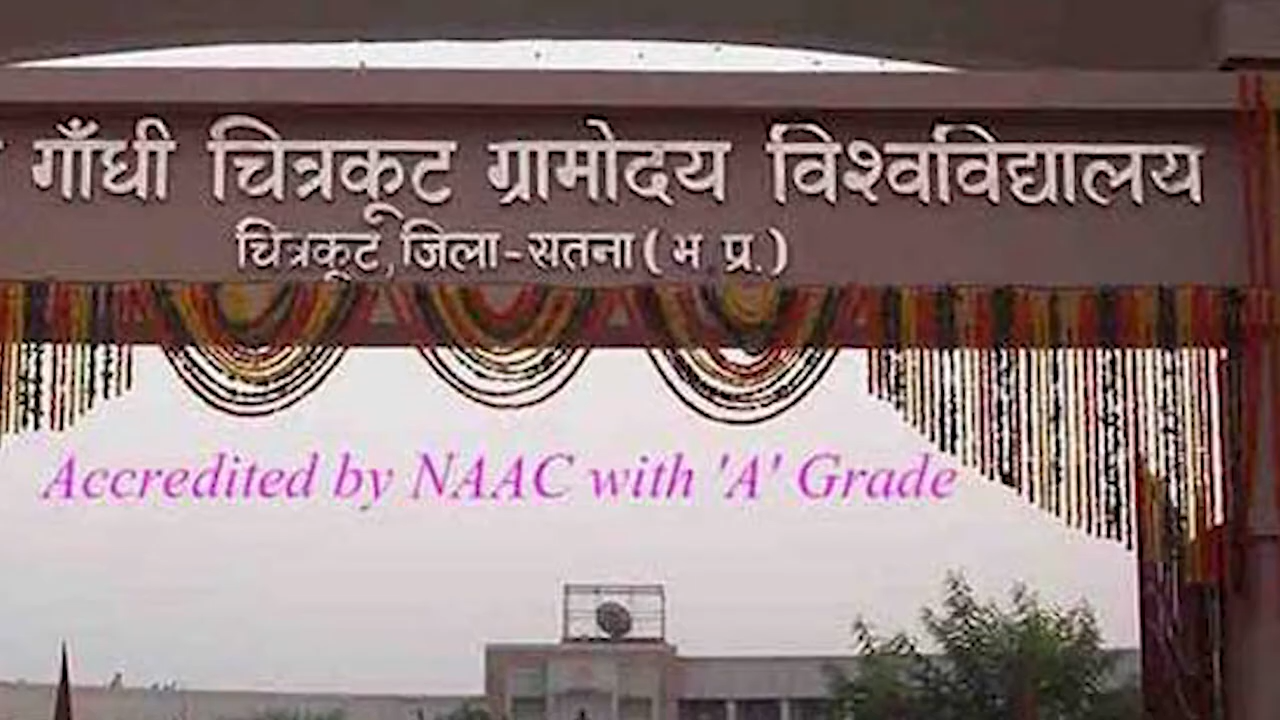 गाँधी चित्रकूट ग्रामोदय विश्वविद्यालय
चित्रकूट, जिला-सतना ( म. प्र. )
Accredited by NAAC with 'A' Grade